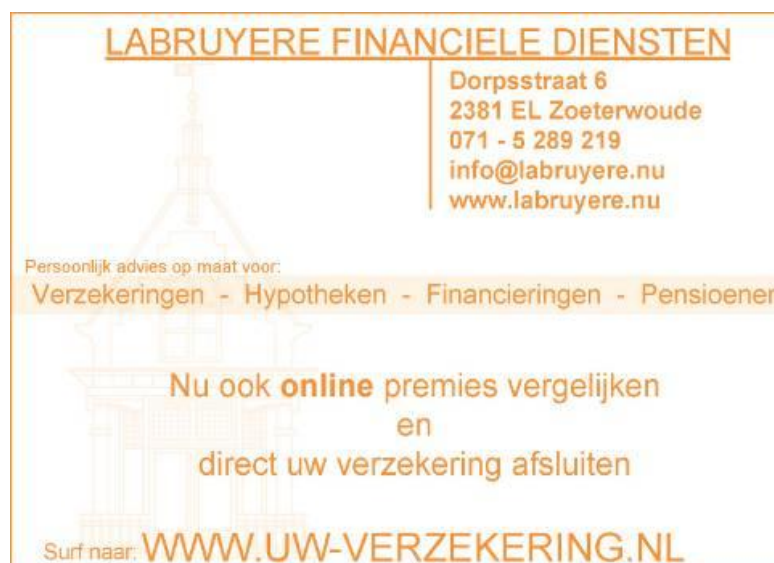 LABRUYERE FINANCIELE DIENSTEN
Dorpsstraat 6
2381 EL Zoeterwoude
071 - 5 289 219
info@labruyere.nu
www.labruyere.nu
Persoonlijk advies op maat voor:
Verzekeringen - Hypotheken - Financieringen - Pensioenen
Nu ook online premies vergelijken
en
direct uw verzekering afsluiten
Surf naar: WWW.UW-VERZEKERING.NL